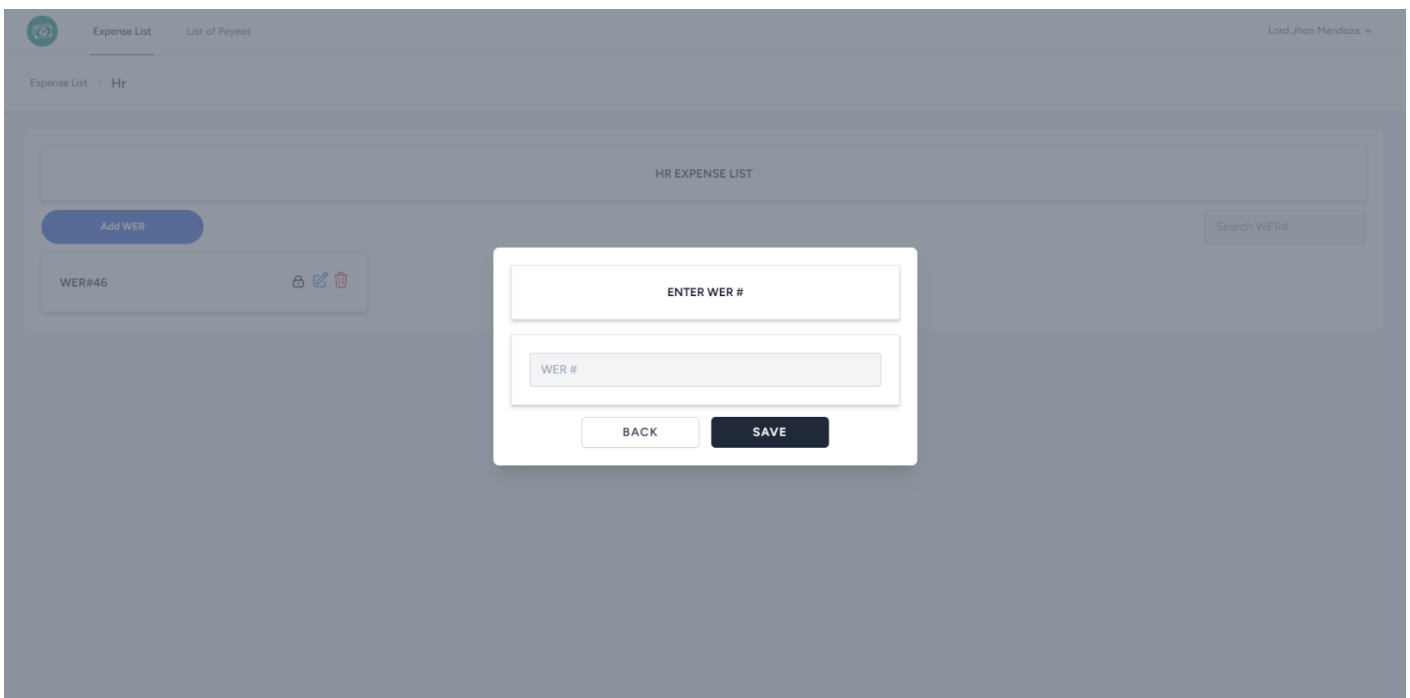 Expense List List of Payees Lord Jhon Mendoza
Expense List > Hr
HR EXPENSE LIST
Add WER Search WER#
WER#46
ENTER WER #
WER #
BACK SAVE